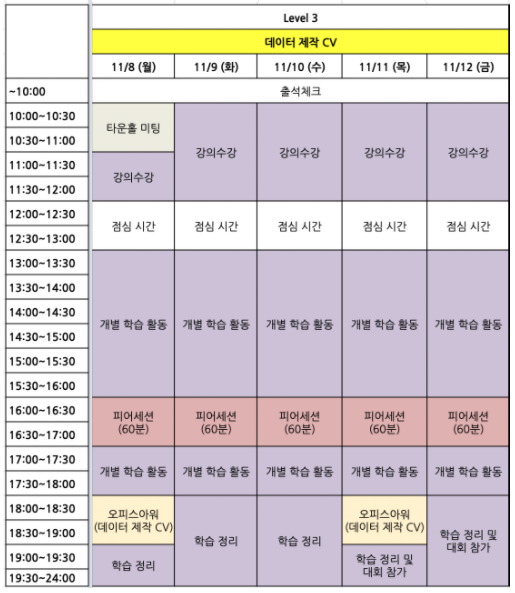 Level 3
데이터 제작 CV
11/8 (월) 11/9 (화) 11/10 (수) 11/11 (목) 11/12 (금)
~10:00 출석체크
10:00~10:30
타운홀 미팅
10:30~11:00
강의수강 강의수강 강의수강 강의수강
11:00~11:30
강의수강
11:30~12:00
12:00~12:30
점심 시간 점심 시간 점심 시간 점심 시간 점심 시간
12:30~13:00
13:00~13:30
13:30~14:00
14:00~14:30
개별 학습 활동 개별 학습 활동 개별 학습 활동 개별 학습 활동 개별 학습 활동
14:30~15:00
15:00~15:30
15:30~16:00
16:00~16:30
피어세션 피어세션 피어세션 피어세션 피어세션
(60분) (60분) (60분) (60분) (60분)
16:30~17:00
17:00~17:30
개별 학습 활동 개별 학습 활동 개별 학습 활동 개별 학습 활동 개별 학습 활동
17:30~18:00
18:00~18:30
오피스아워 오피스아워
(데이터 제작 CV) (데이터 제작 CV)
18:30~19:00
학습 정리 학습 정리 학습 정리 및
대회 참가
19:00~19:30
학습 정리 학습 정리 및
대회 참가
19:30~24:00